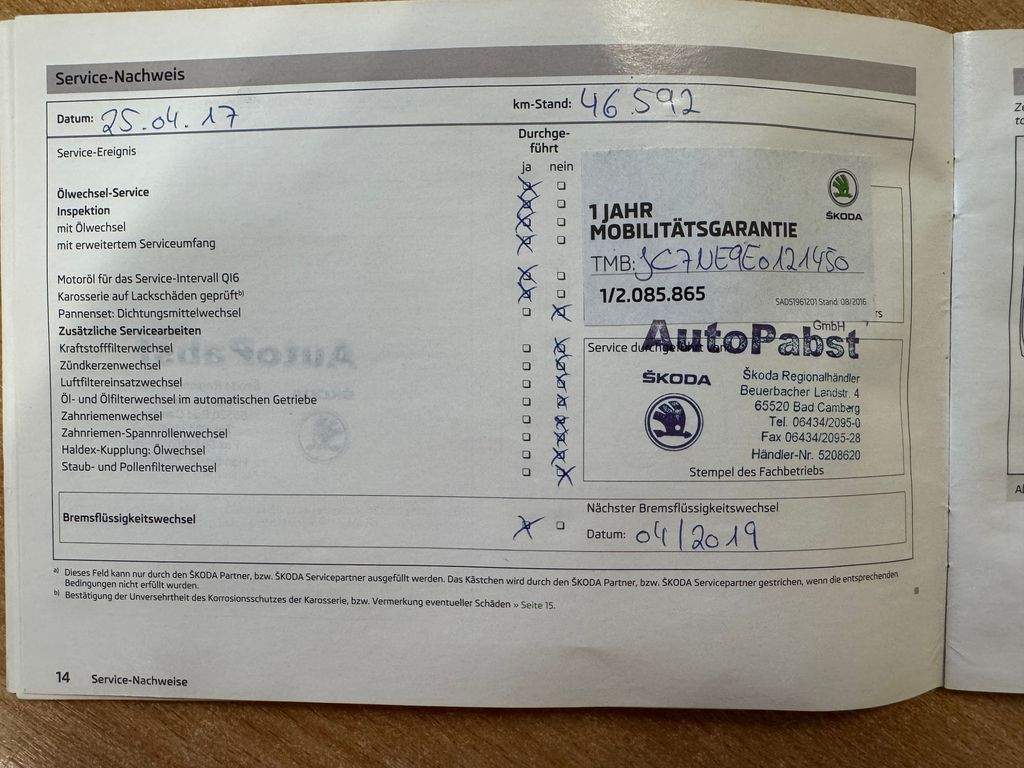 Service-Nachweis
Datum: 25.04.17 km-Stand: 46.592
Service-Ereignis
Durchge-
führt
ja nein
Ölwechsel-Service
Inspektion
mit Ölwechsel
mit erweitertem Serviceumfang
Motoröl für das Service-Intervall QI6
Karosserie auf Lackschäden geprüft b)
Pannenset: Dichtungsmittelwechsel
Zusätzliche Servicearbeiten
Kraftstofffilterwechsel
Zündkerzenwechsel
Luftfiltereinsatzwechsel
Öl- und Ölfilterwechsel im automatischen Getriebe
Zahnriemenwechsel
Zahnriemen-Spannrollenwechsel
Haldex-Kupplung: Ölwechsel
Staub- und Pollenfilterwechsel
ŠKODA
1 JAHR
MOBILITÄTSGARANTIE
TMB: JC7NE9E0121450
1/2.085.865
SAD51961201 Stand: 08/2016
GmbH
AutoPabst
Service durchgeführt von:
ŠKODA
Škoda Regionalhändler
Beuerbacher Landstr. 4
65520 Bad Camberg
Tel. 06434/2095-0
Fax 06434/2095-28
Händler-Nr. 5208620
Stempel des Fachbetriebs
Bremsflüssigkeitswechsel
Nächster Bremsflüssigkeitswechsel
Datum: 04/2019
a) Dieses Feld kann nur durch den ŠKODA Partner, bzw. ŠKODA Servicepartner ausgefüllt werden. Das Kästchen wird durch den ŠKODA Partner, bzw. ŠKODA Servicepartner gestrichen, wenn die entsprechenden
Bedingungen nicht erfüllt wurden.
b) Bestätigung der Unversehrtheit des Korrosionsschutzes der Karosserie, bzw. Vermerkung eventueller Schäden » Seite 15.
14 Service-Nachweise